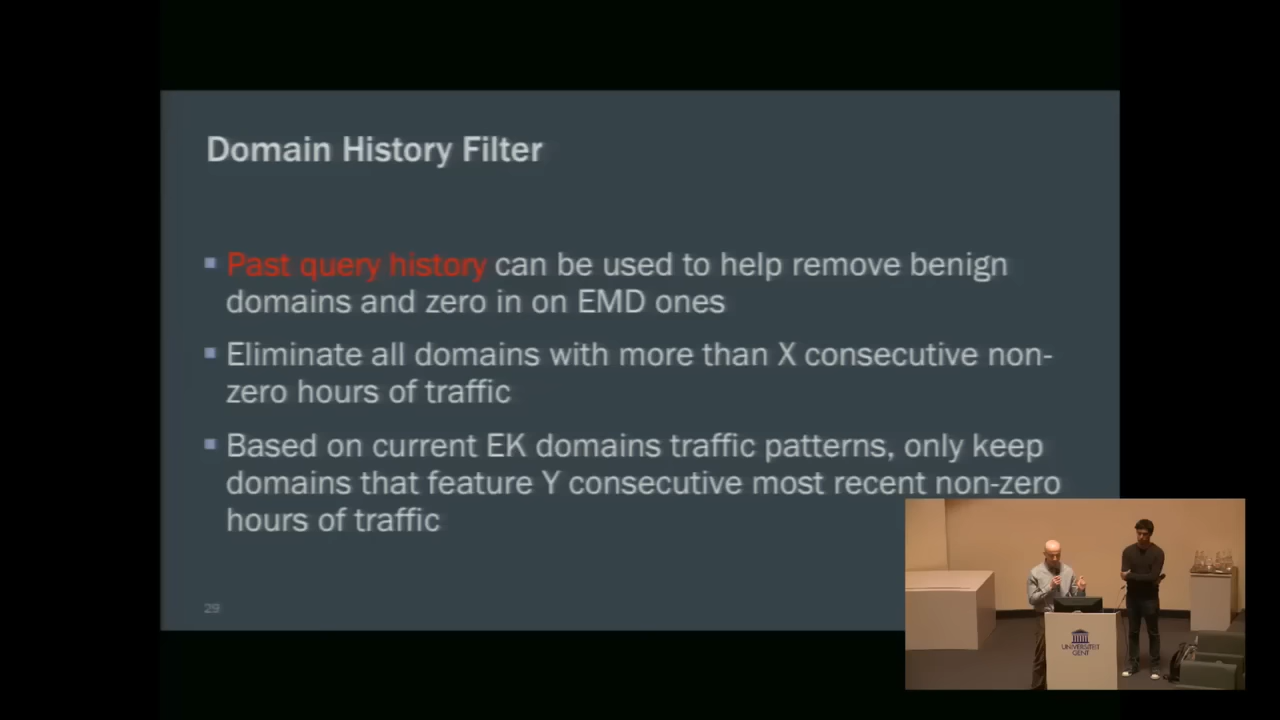 Domain History Filter
Past query history can be used to help remove benign
domains and zero in on EMD ones
Eliminate all domains with more than X consecutive non-
zero hours of traffic
Based on current EK domains traffic patterns, only keep
domains that feature Y consecutive most recent non-zero
hours of traffic
29
UNIVERSITEIT
GENT